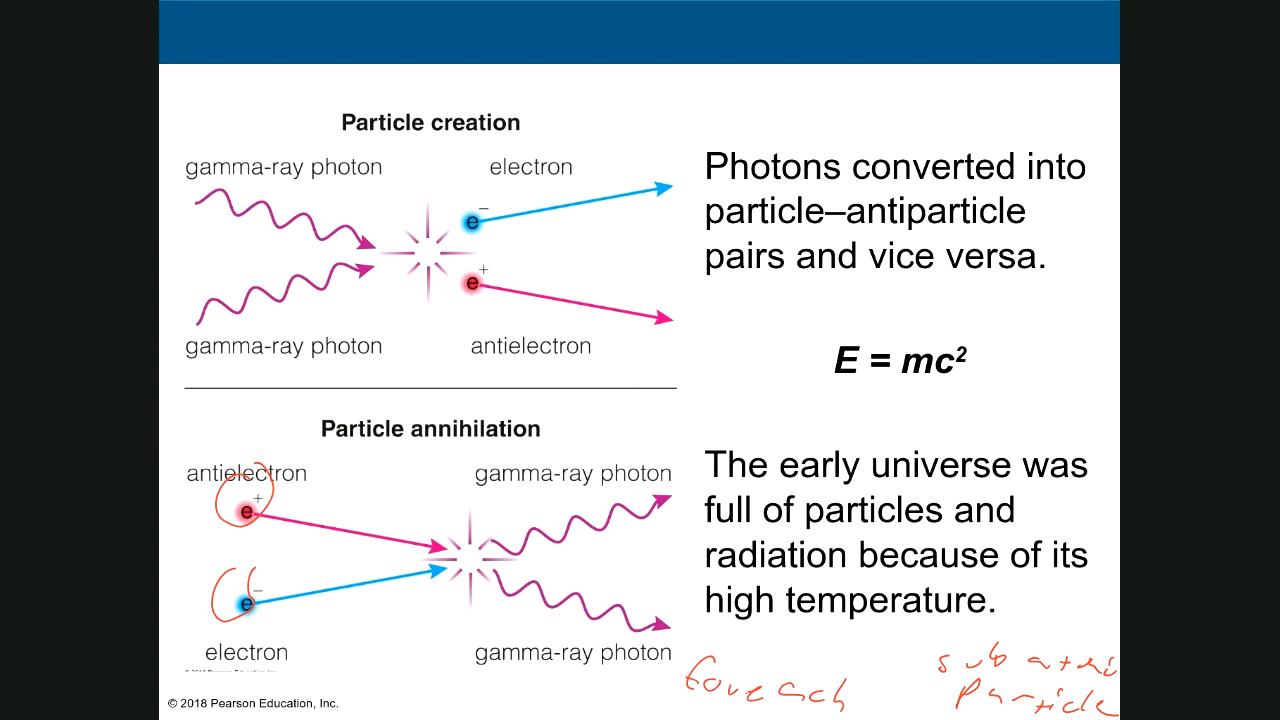 Particle creation
gamma-ray photon
electron
e−
e+
gamma-ray photon
antielectron
Photons converted into
particle–antiparticle
pairs and vice versa.
E = mc²
Particle annihilation
antielectron
gamma-ray photon
e+
e−
electron
gamma-ray photon
The early universe was
full of particles and
radiation because of its
high temperature.
particle
© 2018 Pearson Education, Inc.